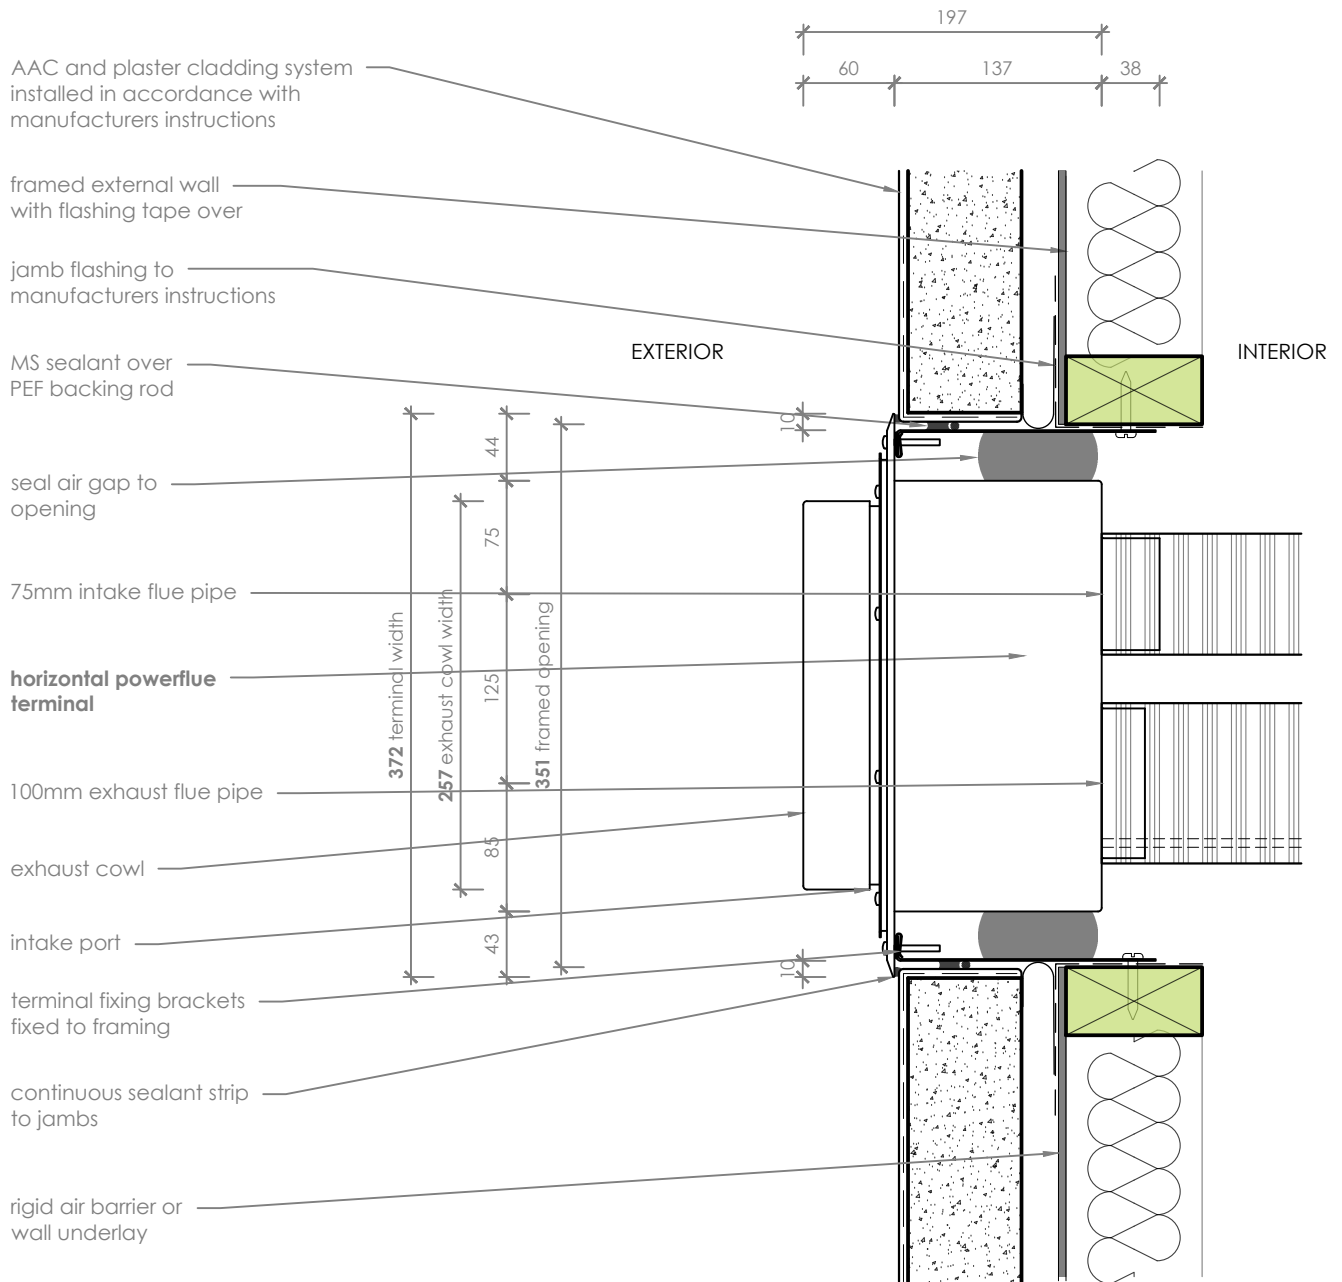 197
60
137
38
AAC and plaster cladding system
installed in accordance with
manufacturers instructions
framed external wall
with flashing tape over
jamb flashing to
manufacturers instructions
EXTERIOR
INTERIOR
MS sealant over
PEF backing rod
10
44
seal air gap to
opening
75
75mm intake flue pipe
372 terminal width
257 exhaust cowl width
125
351 framed opening
horizontal powerflue
terminal
100mm exhaust flue pipe
85
exhaust cowl
intake port
43
10
terminal fixing brackets
fixed to framing
continuous sealant strip
to jambs
rigid air barrier or
wall underlay